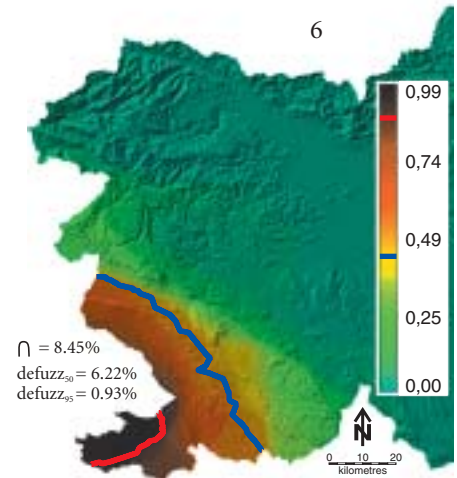 6
0,99
0,74
0,49
0,25
0,00
∩ = 8.45%
defuzz₅₀ = 6.22%
defuzz₉₅ = 0.93%
N
0 10 20
kilometres